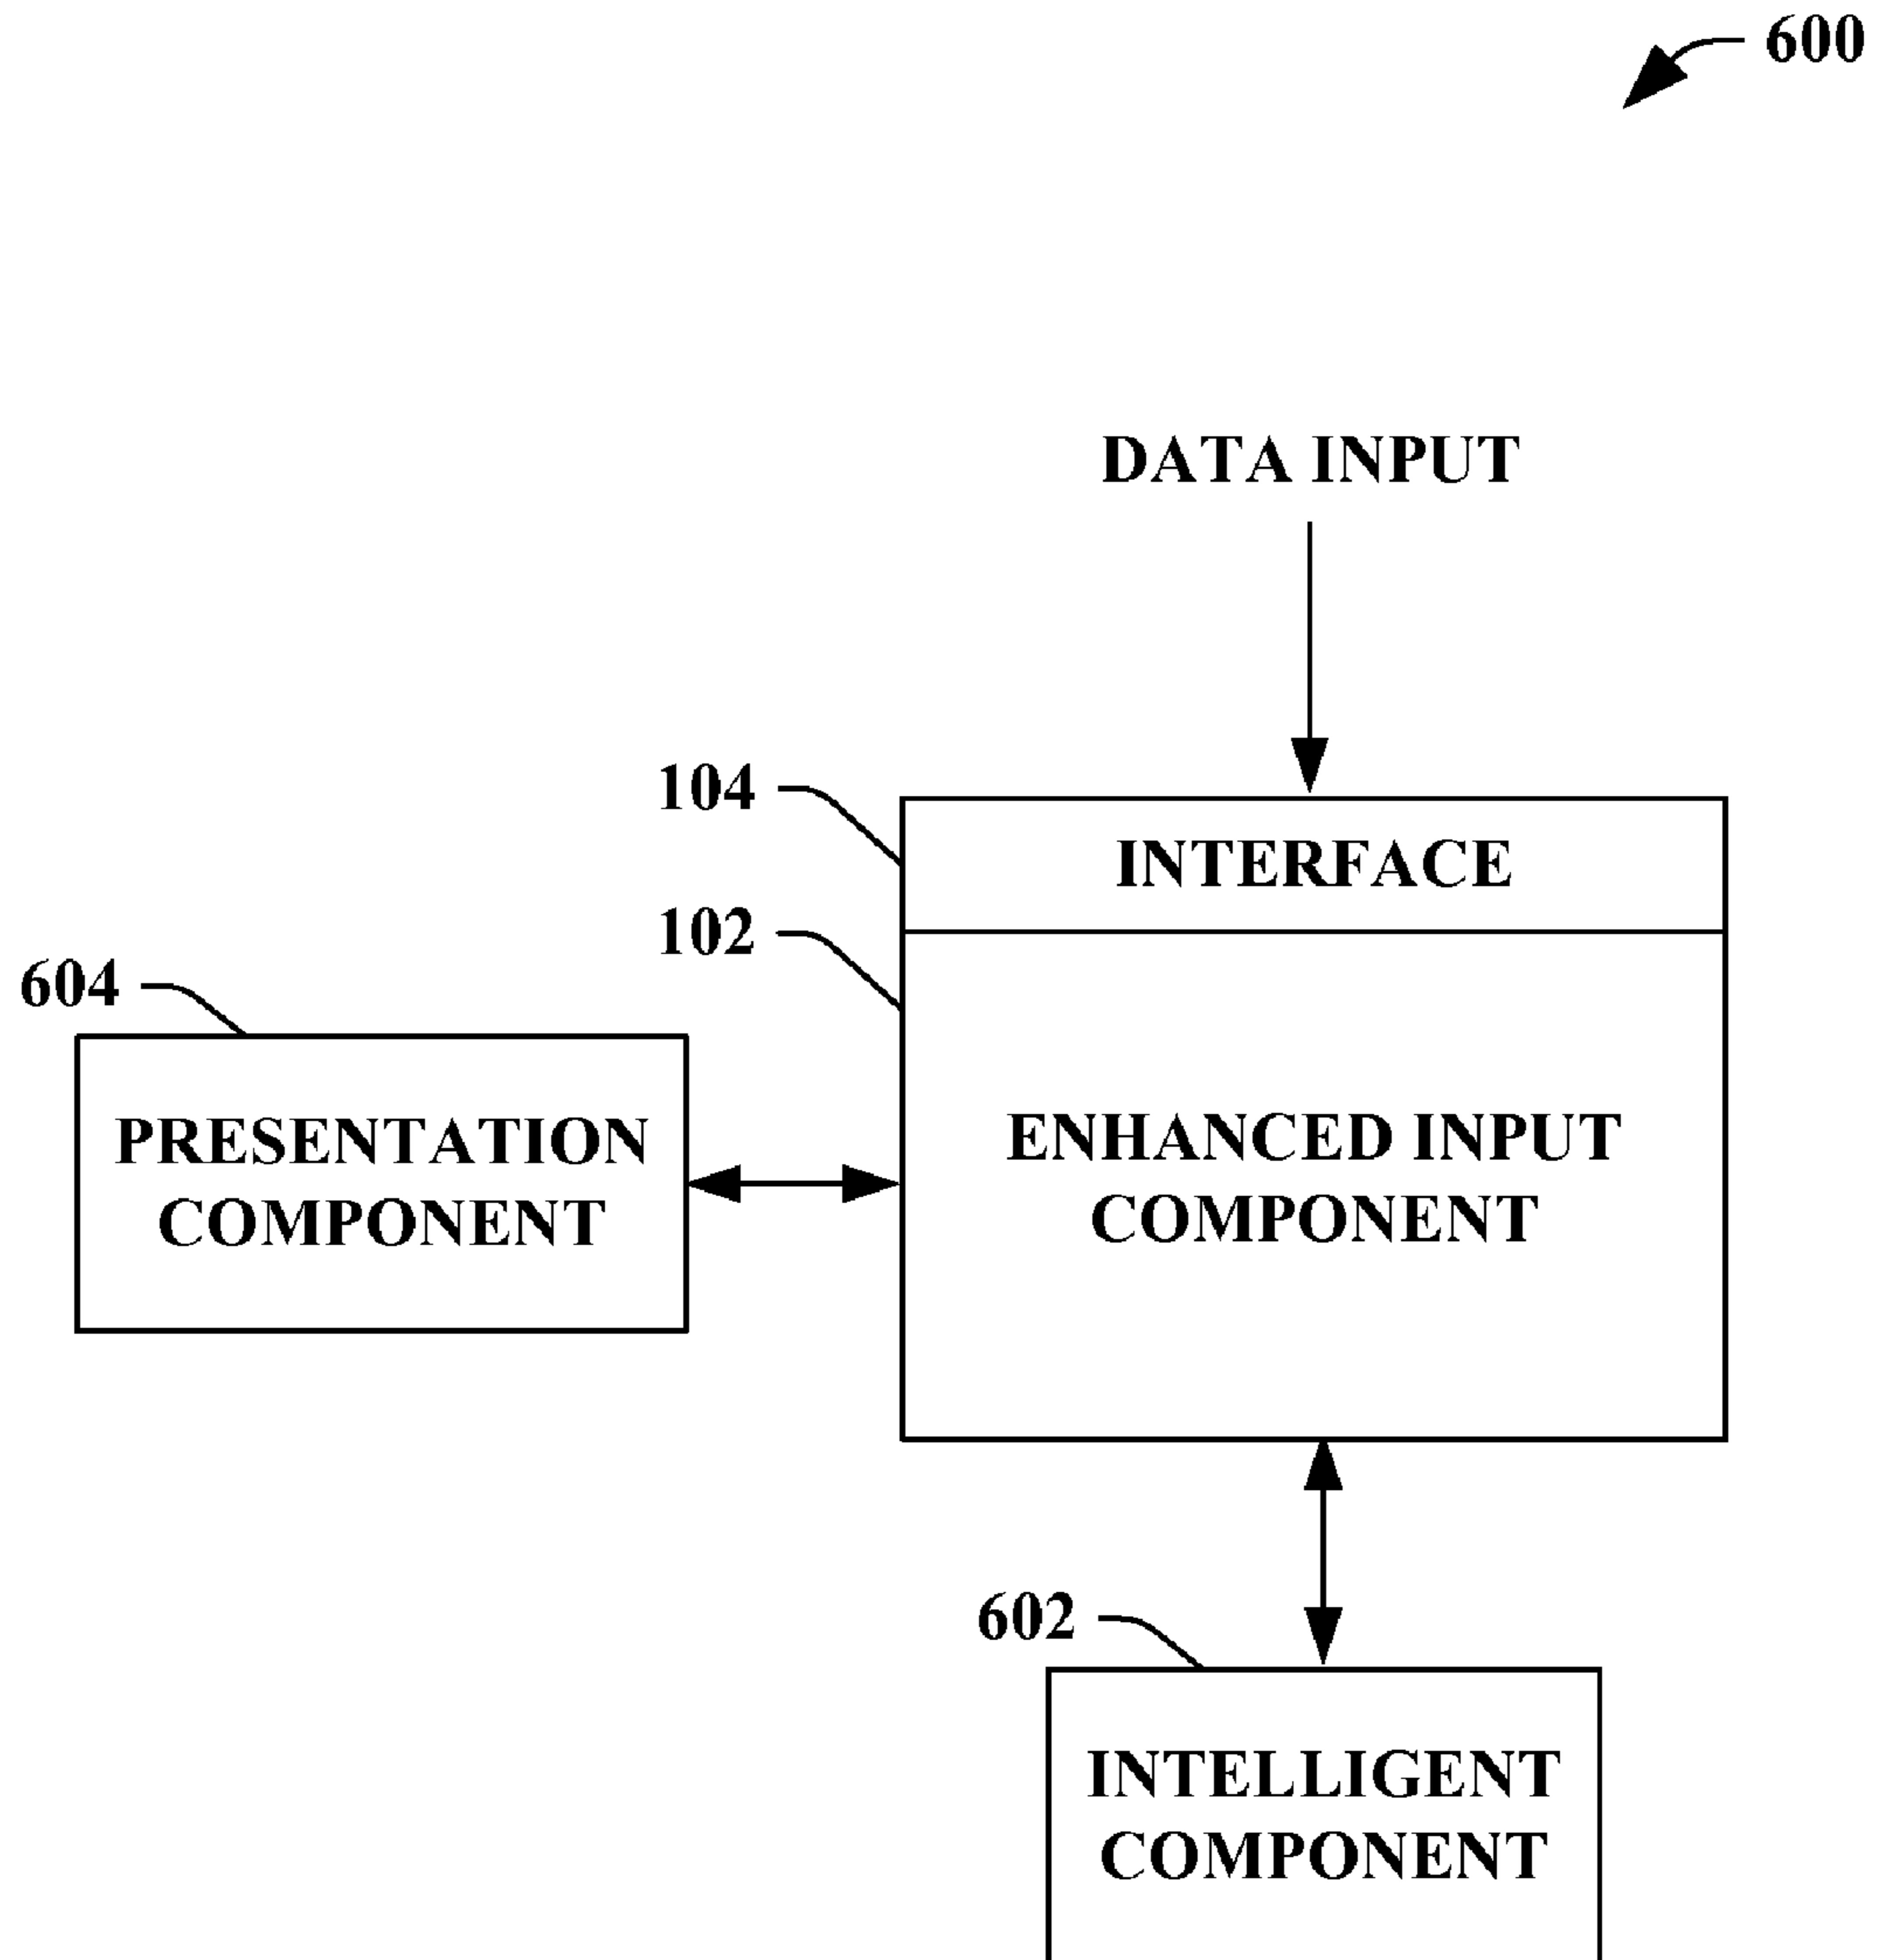 600
DATA INPUT
104
INTERFACE
102
604
PRESENTATION
COMPONENT
ENHANCED INPUT
COMPONENT
602
INTELLIGENT
COMPONENT